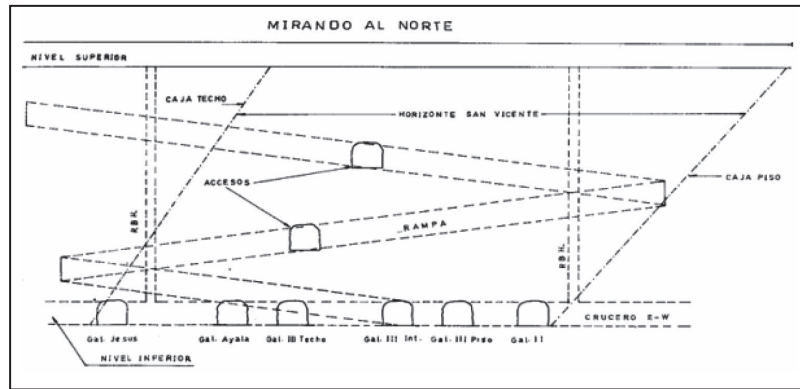 MIRANDO AL NORTE
NIVEL SUPERIOR
CAJA TECHO
HORIZONTE SAN VICENTE
CAJA PISO
ACCESOS
R.B.H.
RAMPA
R.B.H.
CRUCERO E-W
Gal. Jesus
Gal. Ayala
Gal. III Techo
Gal. III Int.
Gal. III Piso
Gal. II
NIVEL INFERIOR